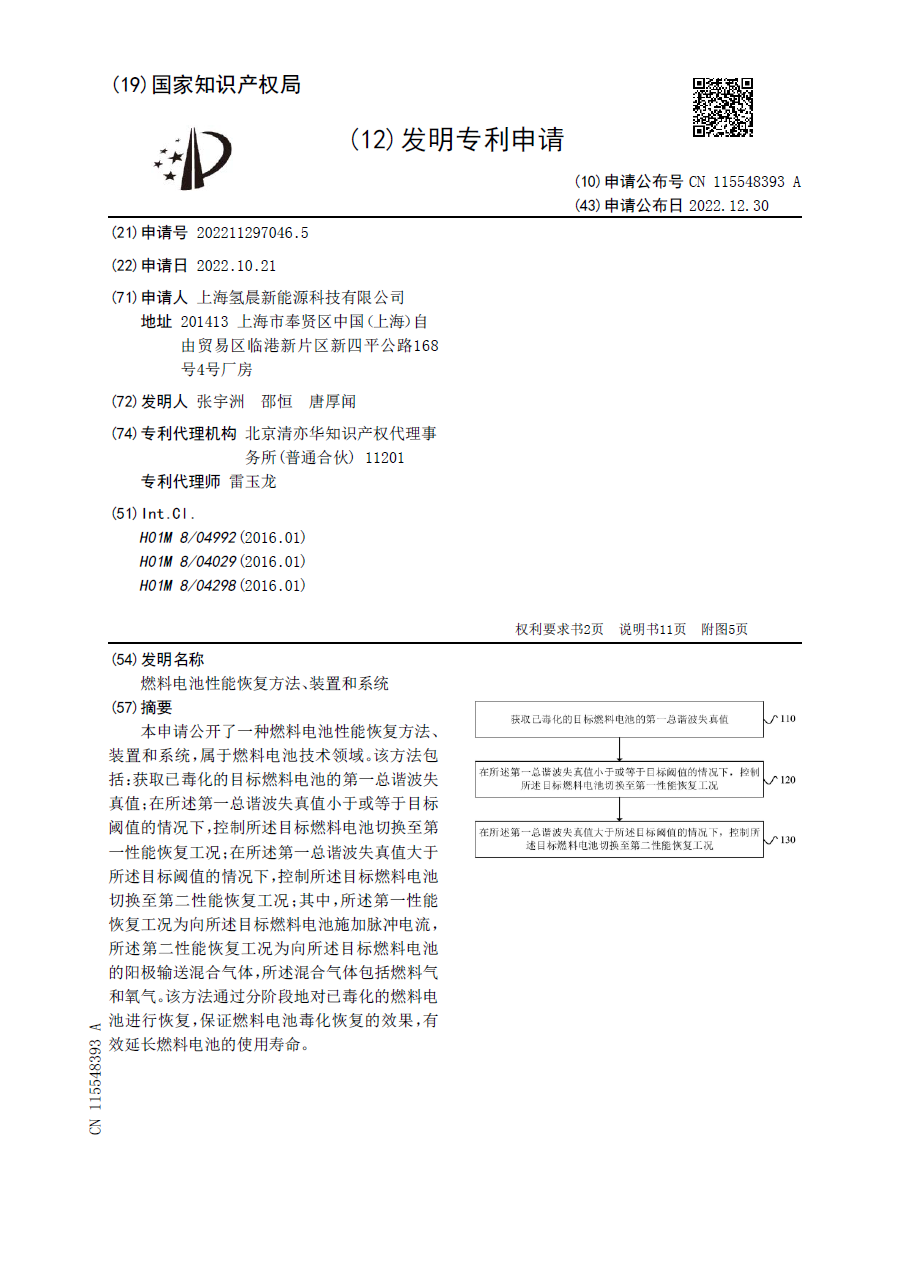 (19)国家知识产权局
(12)发明专利申请
(10)申请公布号 CN 115548393 A
(43)申请公布日 2022.12.30
(21)申请号 202211297046.5
(22)申请日 2022.10.21
(71)申请人 上海氢晨新能源科技有限公司
地址 201413 上海市奉贤区中国(上海)自
由贸易区临港新片区新四平公路168
号4号厂房
(72)发明人 张宇洲 邵恒 唐厚闻
(74)专利代理机构 北京清亦华知识产权代理事
务所(普通合伙) 11201
专利代理师 雷玉龙
(51)Int.Cl.
H01M 8/04992(2016.01)
H01M 8/04029(2016.01)
H01M 8/04298(2016.01)
权利要求书2页 说明书11页 附图5页
(54)发明名称
燃料电池性能恢复方法、装置和系统
(57)摘要
本申请公开了一种燃料电池性能恢复方法、
装置和系统,属于燃料电池技术领域。该方法包
括:获取已毒化的目标燃料电池的第一总谐波失
真值;在所述第一总谐波失真值小于或等于目标
阈值的情况下,控制所述目标燃料电池切换至第
一性能恢复工况;在所述第一总谐波失真值大于
所述目标阈值的情况下,控制所述目标燃料电池
切换至第二性能恢复工况;其中,所述第一性能
恢复工况为向所述目标燃料电池施加脉冲电流,
所述第二性能恢复工况为向所述目标燃料电池
的阳极输送混合气体,所述混合气体包括燃料气
和氧气。该方法通过分阶段地对已毒化的燃料电
池进行恢复,保证燃料电池毒化恢复的效果,有
效延长燃料电池的使用寿命。
获取已毒化的目标燃料电池的第一总谐波失真值
110
在所述第一总谐波失真值小于或等于目标阈值的情况下,控制
所述目标燃料电池切换至第一性能恢复工况
120
在所述第一总谐波失真值大于所述目标阈值的情况下,控制所
述目标燃料电池切换至第二性能恢复工况
130
CN 115548393 A